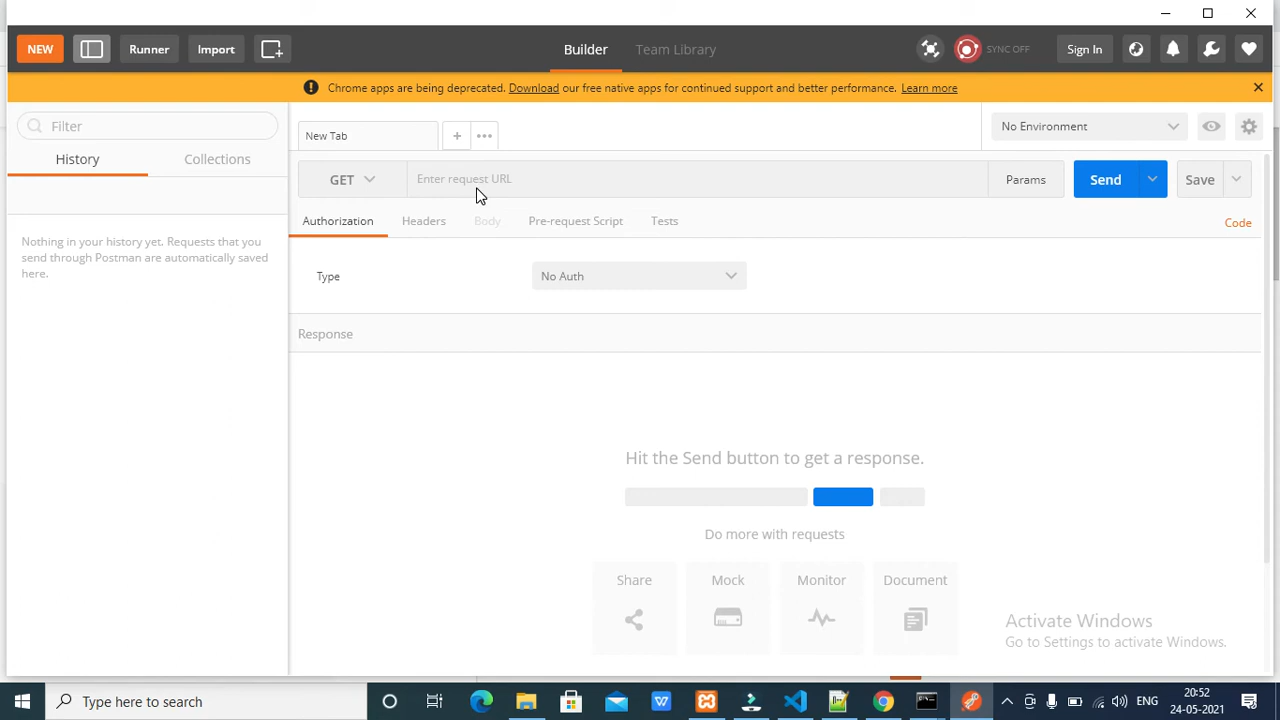 NEW
Runner
Import
Builder
Team Library
SYNC OFF
Sign In
Chrome apps are being deprecated. Download our free native apps for continued support and better performance. Learn more
Filter
History
Collections
Nothing in your history yet. Requests that you
send through Postman are automatically saved
here.
New Tab
No Environment
GET
Enter request URL
Params
Send
Save
Authorization
Headers
Body
Pre-request Script
Tests
Code
Type
No Auth
Response
Hit the Send button to get a response.
Do more with requests
Share
Mock
Monitor
Document
Activate Windows
Go to Settings to activate Windows.
Type here to search
ENG
20:52
24-05-2021